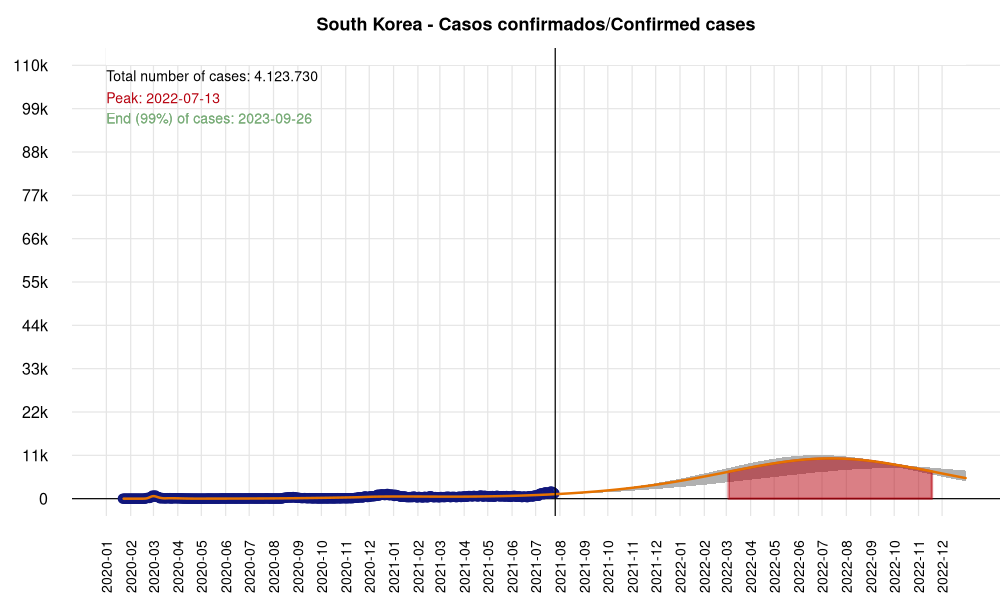 South Korea - Casos confirmados/Confirmed cases
Total number of cases: 4.123.730
Peak: 2022-07-13
End (99%) of cases: 2023-09-26
110k
99k
88k
77k
66k
55k
44k
33k
22k
11k
0
2020-01
2020-02
2020-03
2020-04
2020-05
2020-06
2020-07
2020-08
2020-09
2020-10
2020-11
2020-12
2021-01
2021-02
2021-03
2021-04
2021-05
2021-06
2021-07
2021-08
2021-09
2021-10
2021-11
2021-12
2022-01
2022-02
2022-03
2022-04
2022-05
2022-06
2022-07
2022-08
2022-09
2022-10
2022-11
2022-12